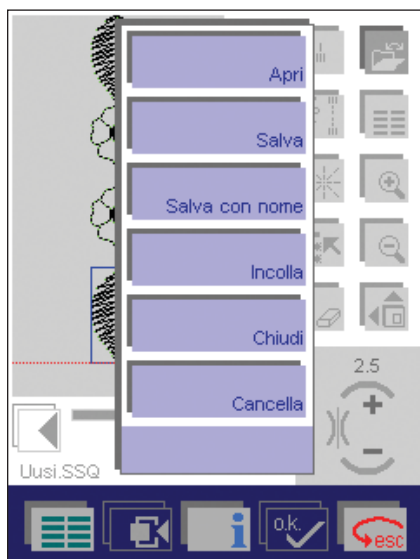 Apri
Salva
Salva con nome
Incolla
Chiudi
2.5
Cancella
+
−
Uusi.SSQ
i
o.k.
esc